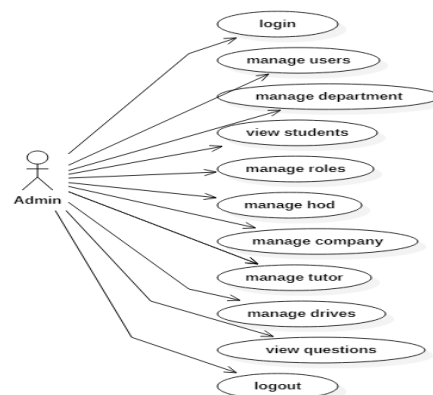 login
manage users
manage department
view students
manage roles
Admin
manage hod
manage company
manage tutor
manage drives
view questions
logout